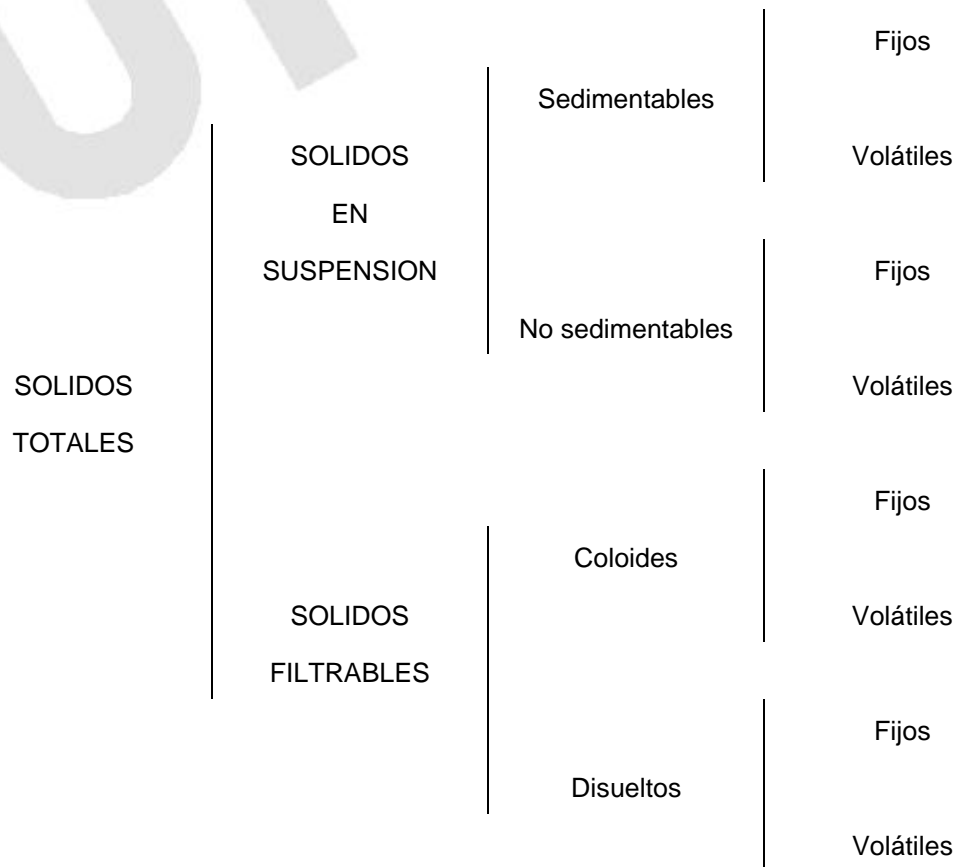 Fijos
Sedimentables
SOLIDOS
Volátiles
EN
SUSPENSION
Fijos
No sedimentables
SOLIDOS
Volátiles
TOTALES
Fijos
Coloides
SOLIDOS
Volátiles
FILTRABLES
Fijos
Disueltos
Volátiles